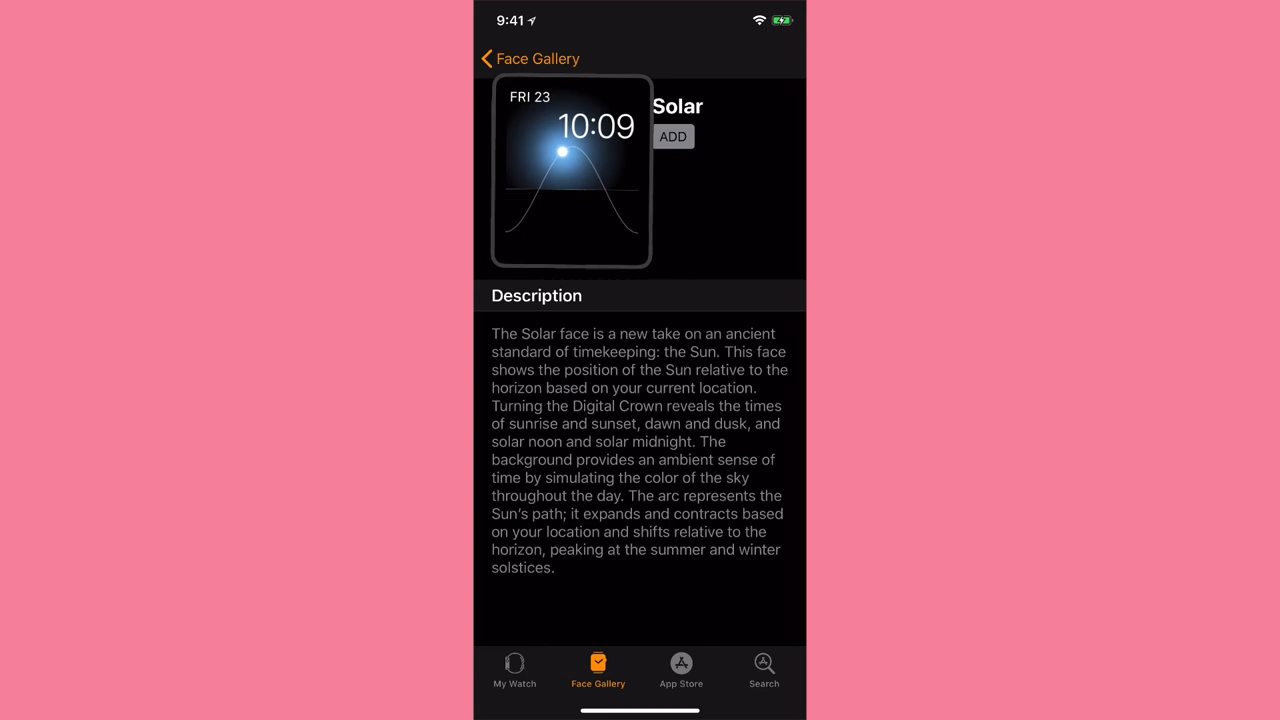 9:41
Face Gallery
FRI 23
10:09
Solar
ADD
Description
The Solar face is a new take on an ancient
standard of timekeeping: the Sun. This face
shows the position of the Sun relative to the
horizon based on your current location.
Turning the Digital Crown reveals the times
of sunrise and sunset, dawn and dusk, and
solar noon and solar midnight. The
background provides an ambient sense of
time by simulating the color of the sky
throughout the day. The arc represents the
Sun’s path; it expands and contracts based
on your location and shifts relative to the
horizon, peaking at the summer and winter
solstices.
My Watch
Face Gallery
App Store
Search